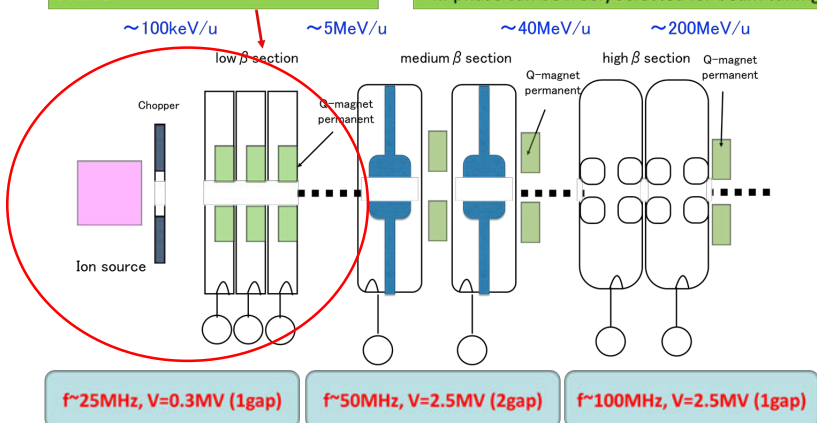 ~100keV/u
~5MeV/u
~40MeV/u
~200MeV/u
low β section
medium β section
high β section
Q-magnet
permanent
Q-magnet
permanent
Q-magnet
permanent
Chopper
Ion source
f~25MHz, V=0.3MV (1gap)
f~50MHz, V=2.5MV (2gap)
f~100MHz, V=2.5MV (1gap)